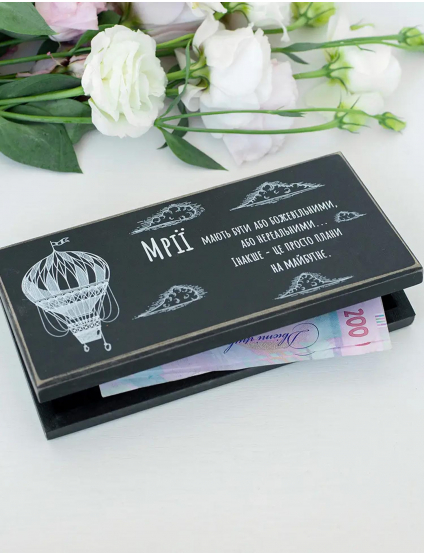 Мрії мають бути або божевільними,
або нереальними...
Інакше - це просто плани
на майбутнє.
200